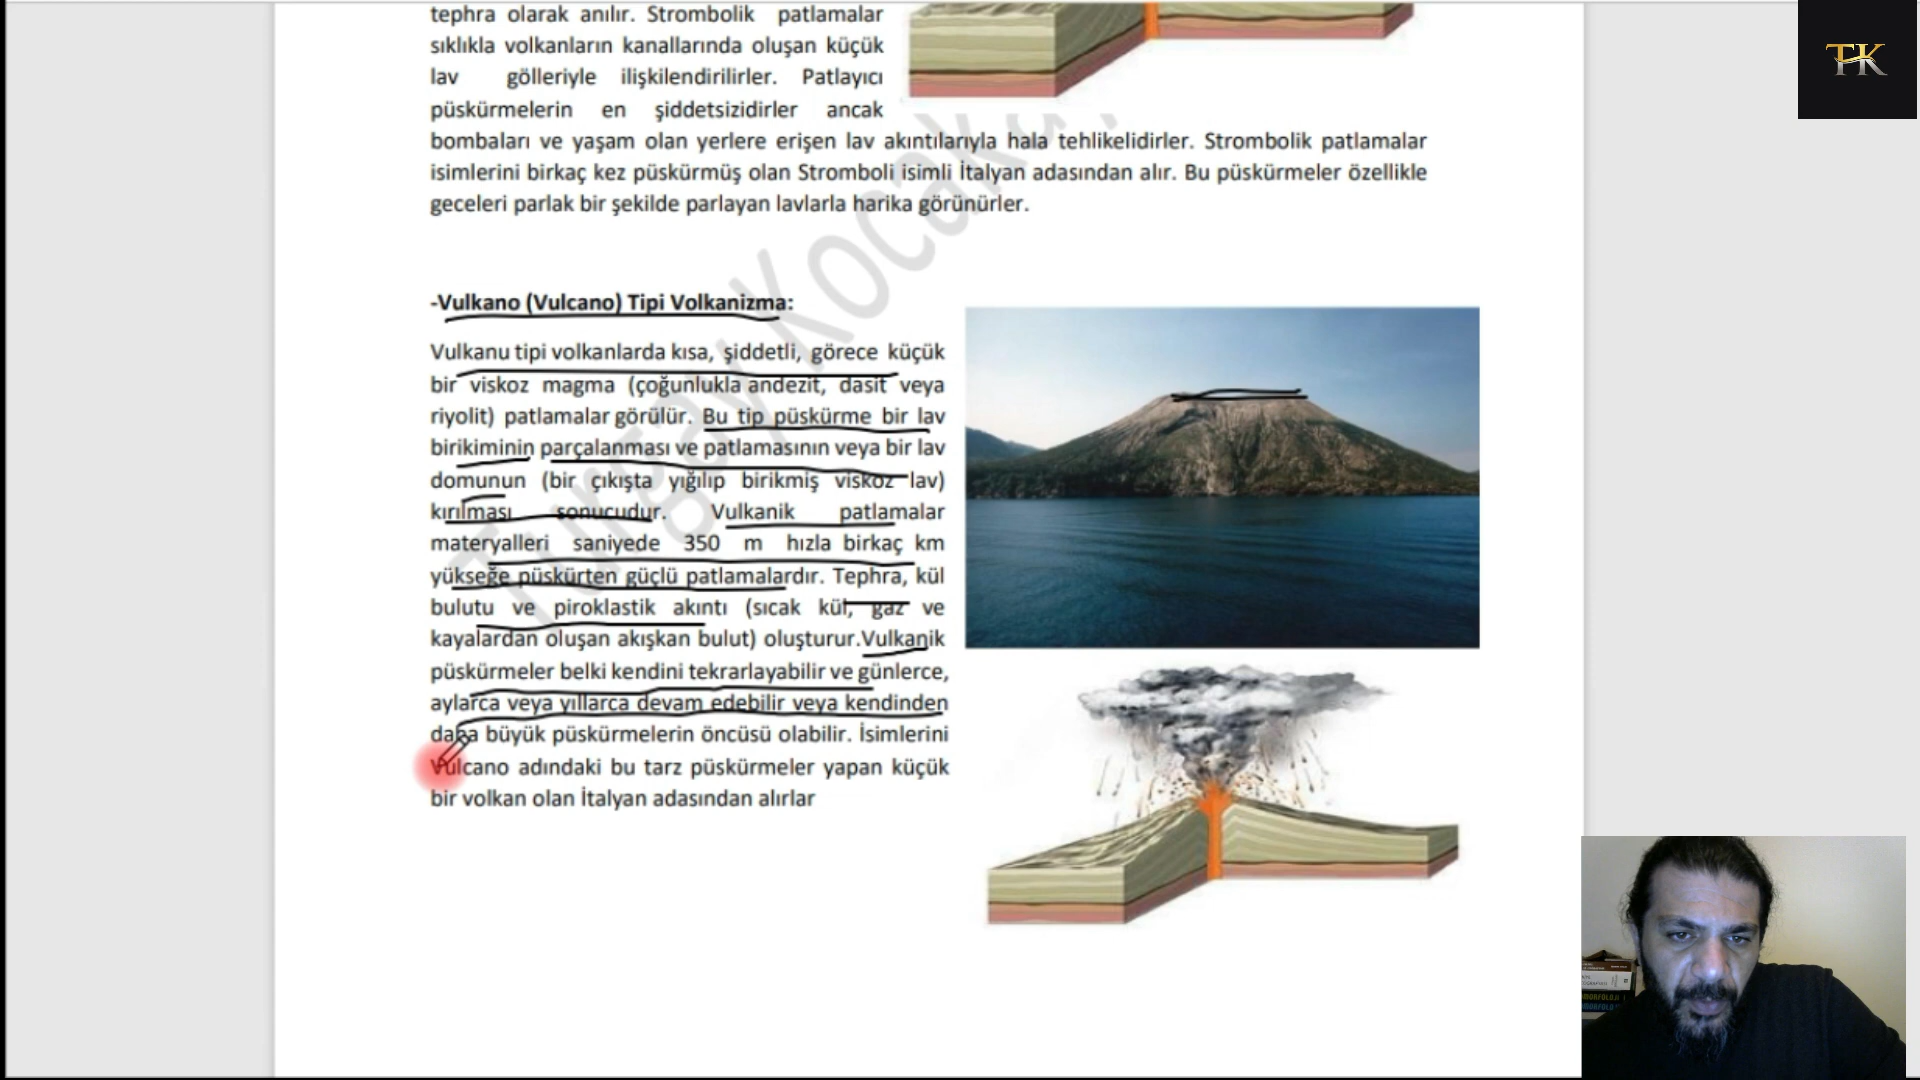 tephra olarak anılır. Strombolik patlamalar
sıklıkla volkanların kanallarında oluşan küçük
lav gölleriyle ilişkilendirilirler. Patlayıcı
püskürmelerin en şiddetsizidirler ancak
bombaları ve yaşam olan yerlere erişen lav akıntılarıyla hala tehlikelidirler. Strombolik patlamalar
isimlerini birkaç kez püskürmüş olan Stromboli isimli İtalyan adasından alır. Bu püskürmeler özellikle
geceleri parlak bir şekilde parlayan lavlarla harika görünürler.
-Vulkano (Vulcano) Tipi Volkanizma:
Vulkanu tipi volkanlarda kısa, şiddetli, görece küçük
bir viskoz magma (çoğunlukla andezit, dasit veya
riyolit) patlamalar görülür. Bu tip püskürme bir lav
birikiminin parçalanması ve patlamasının veya bir lav
domunun (bir çıkışta yığılıp birikmiş viskoz lav)
kırılması sonucudur. Vulkanik patlamalar
materyalleri saniyede 350 m hızla birkaç km
yükseğe püskürten güçlü patlamalardır. Tephra, kül
bulutu ve piroklastik akıntı (sıcak kül, gaz ve
kayalardan oluşan akışkan bulut) oluşturur.Vulkanik
püskürmeler belki kendini tekrarlayabilir ve günlerce,
aylarca veya yıllarca devam edebilir veya kendinden
daha büyük püskürmelerin öncüsü olabilir. İsimlerini
Vulcano adındaki bu tarz püskürmeler yapan küçük
bir volkan olan İtalyan adasından alırlar
Turgay Kocak
TK